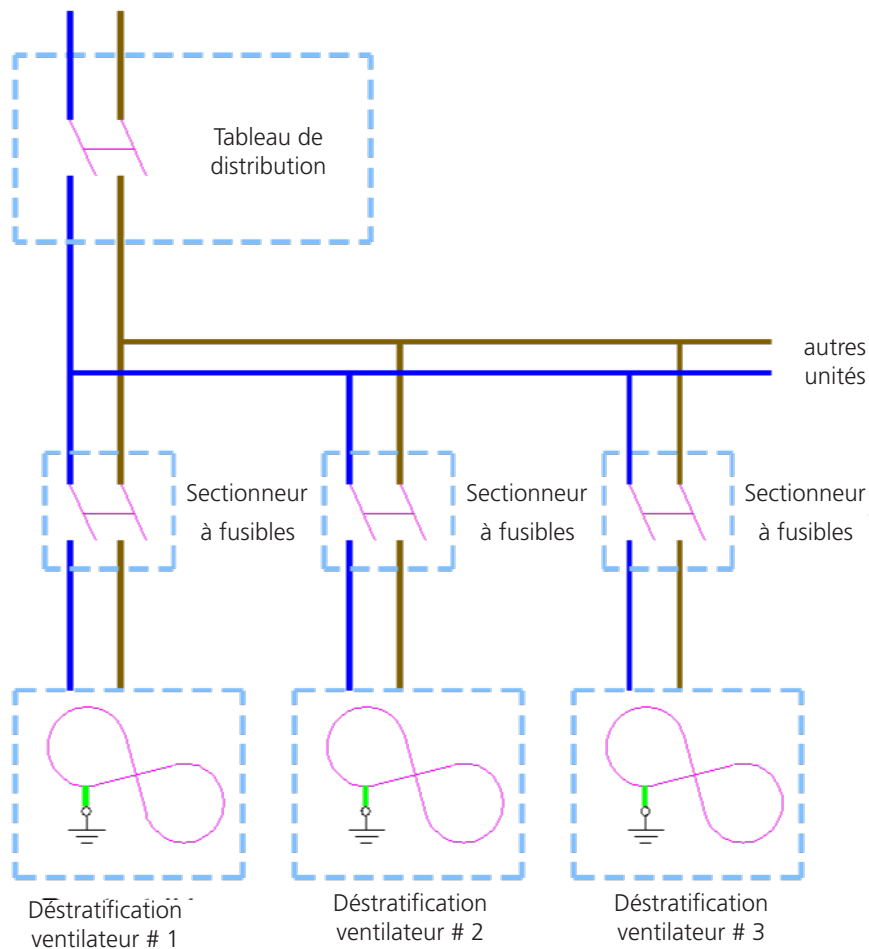 Tableau de
distribution
autres
unités
Sectionneur
à fusibles
Sectionneur
à fusibles
Sectionneur
à fusibles
Déstratification
ventilateur # 1
Déstratification
ventilateur # 2
Déstratification
ventilateur # 3